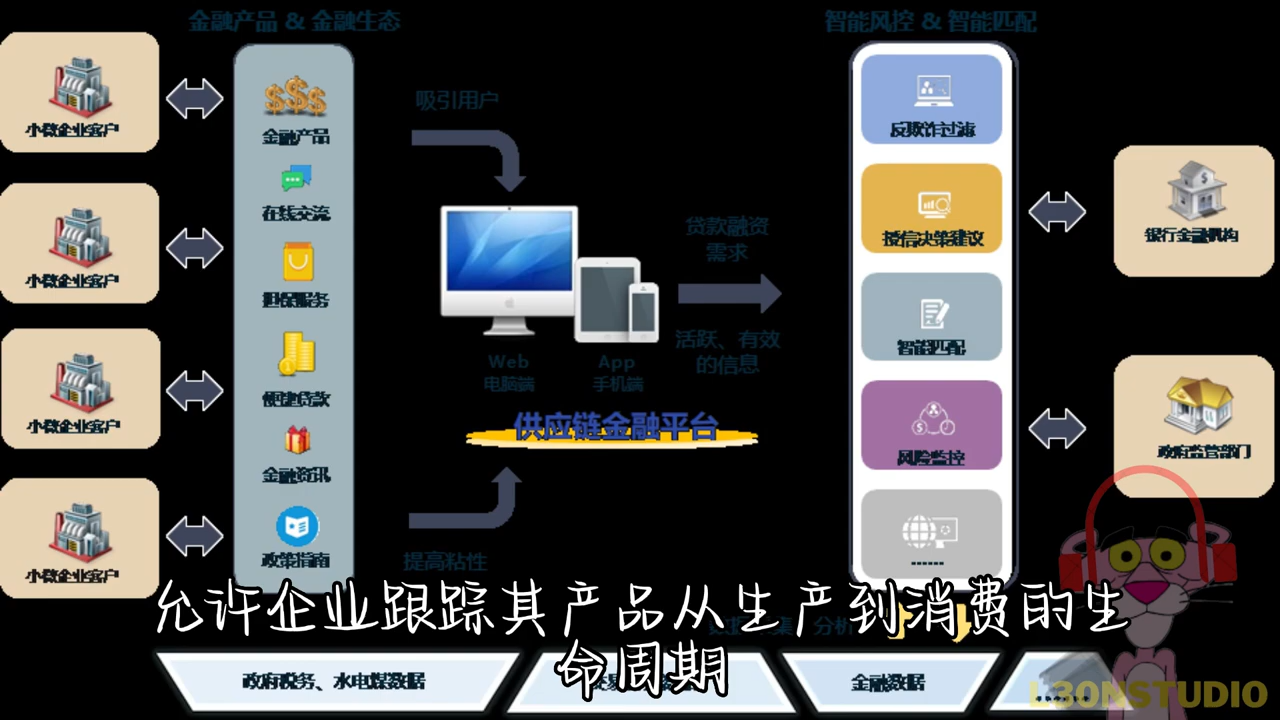 金融产品 & 金融生态
智能风控 & 智能匹配
小微企业客户
小微企业客户
小微企业客户
小微企业客户
金融产品
在线交流
担保服务
便捷贷款
金融资讯
政策指南
吸引用户
Web
电脑端
App
手机端
供应链金融平台
提高粘性
贷款融资
需求
活跃、有效
的信息
反欺诈过滤
授信决策建议
智能匹配
风险监控
......
银行金融机构
政府监管部门
允许企业跟踪其产品从生产到消费的生
命周期
政府税务、水电煤数据
金融数据
L30NSTUDIO